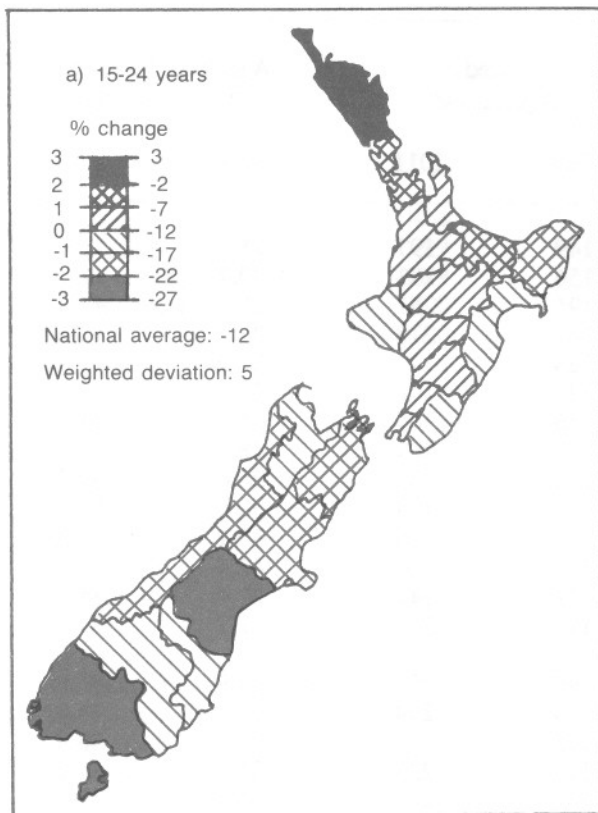 a) 15-24 years
% change
3 3
2 -2
1 -7
0 -12
-1 -17
-2 -22
-3 -27
National average: -12
Weighted deviation: 5